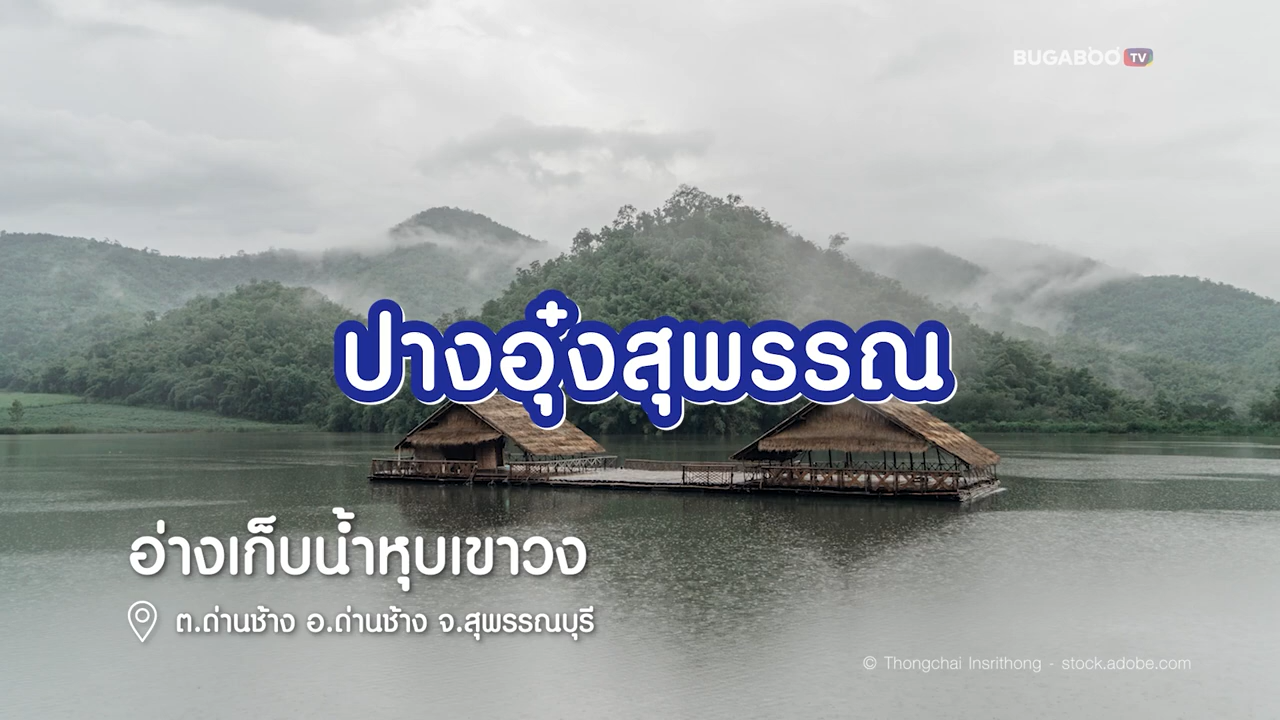 BUGABOO TV
ปางอุ๋งสุพรรณ
อ่างเก็บน้ำหุบเขาวง
ต.ด่านช้าง อ.ด่านช้าง จ.สุพรรณบุรี
© Thongchai Insrithong - stock.adobe.com